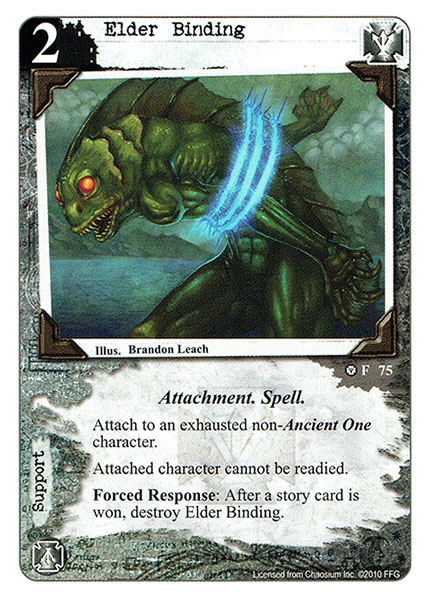 2
Elder Binding
Illus. Brandon Leach
F 75
Attachment. Spell.
Attach to an exhausted non-Ancient One
character.
Attached character cannot be readied.
Forced Response: After a story card is
won, destroy Elder Binding.
Support
Licensed from Chaosium Inc. ©2010 FFG